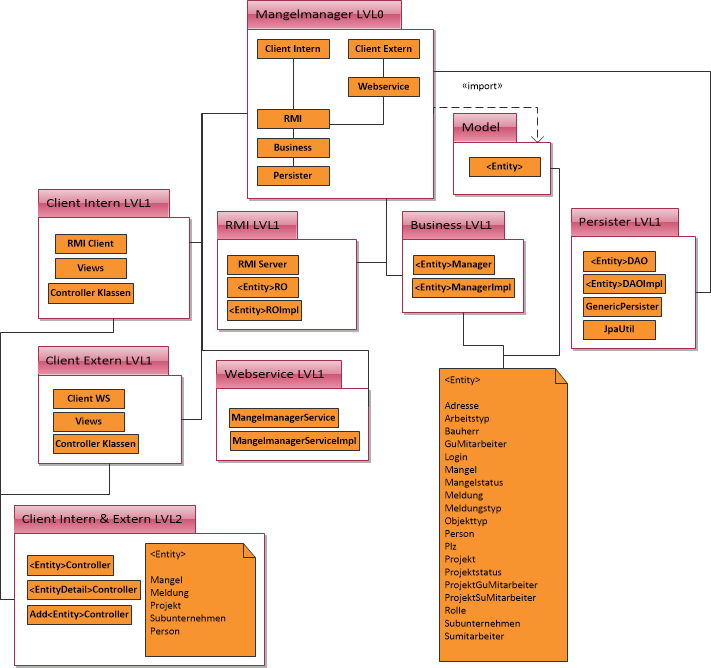 Mangelmanager LVL0
Client Intern
Client Extern
Webservice
RMI
Business
Persister
«import»
Model
<Entity>
Client Intern LVL1
RMI Client
Views
Controller Klassen
RMI LVL1
RMI Server
<Entity>RO
<Entity>ROImpl
Business LVL1
<Entity>Manager
<Entity>ManagerImpl
Persister LVL1
<Entity>DAO
<Entity>DAOImpl
GenericPersister
JpaUtil
Client Extern LVL1
Client WS
Views
Controller Klassen
Webservice LVL1
MangelmanagerService
MangelmanagerServiceImpl
<Entity>
Adresse
Arbeitstyp
Bauherr
GuMitarbeiter
Login
Mangel
Mangelstatus
Meldung
Meldungstyp
Objekttyp
Person
Plz
Projekt
Projektstatus
ProjektGuMitarbeiter
ProjektSuMitarbeiter
Rolle
Subunternehmen
Sumitarbeiter
Client Intern & Extern LVL2
<Entity>Controller
<EntityDetail>Controller
Add<Entity>Controller
<Entity>
Mangel
Meldung
Projekt
Subunternehmen
Person